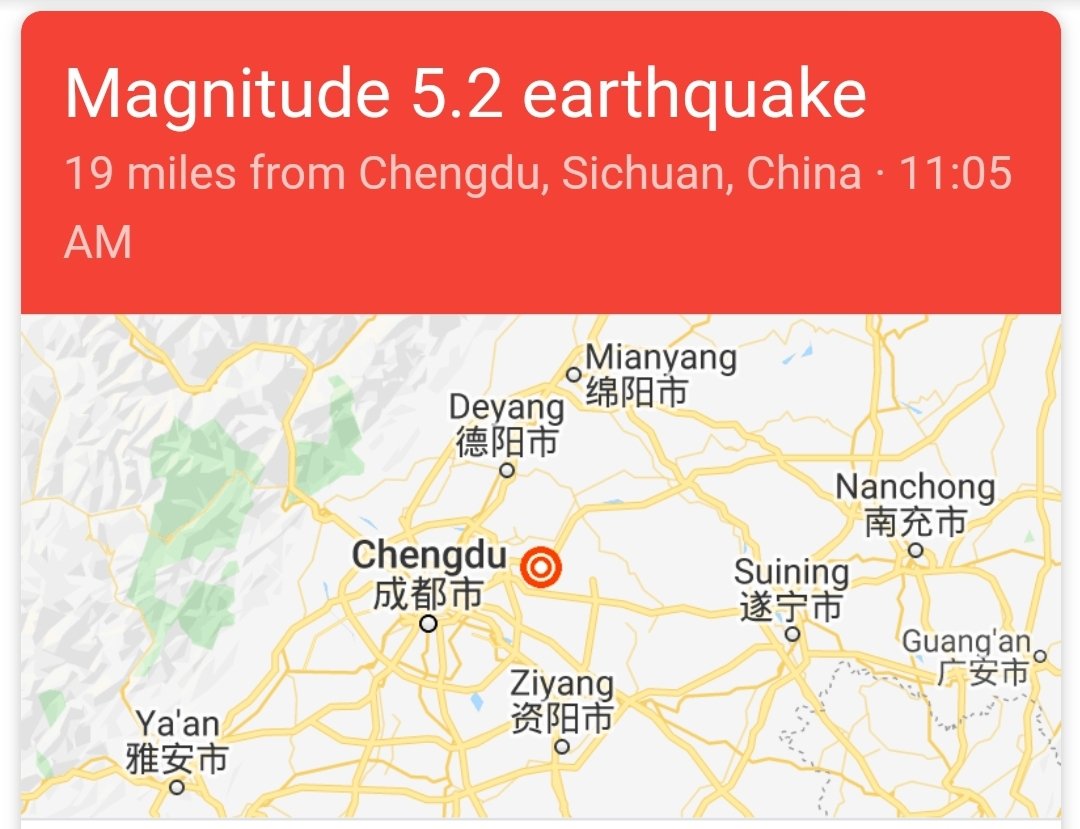 Magnitude 5.2 earthquake
19 miles from Chengdu, Sichuan, China · 11:05
AM
Mianyang
绵阳市
Deyang
德阳市
Nanchong
南充市
Chengdu
成都市
Suining
遂宁市
Guang'an
广安市
Ziyang
资阳市
Ya'an
雅安市